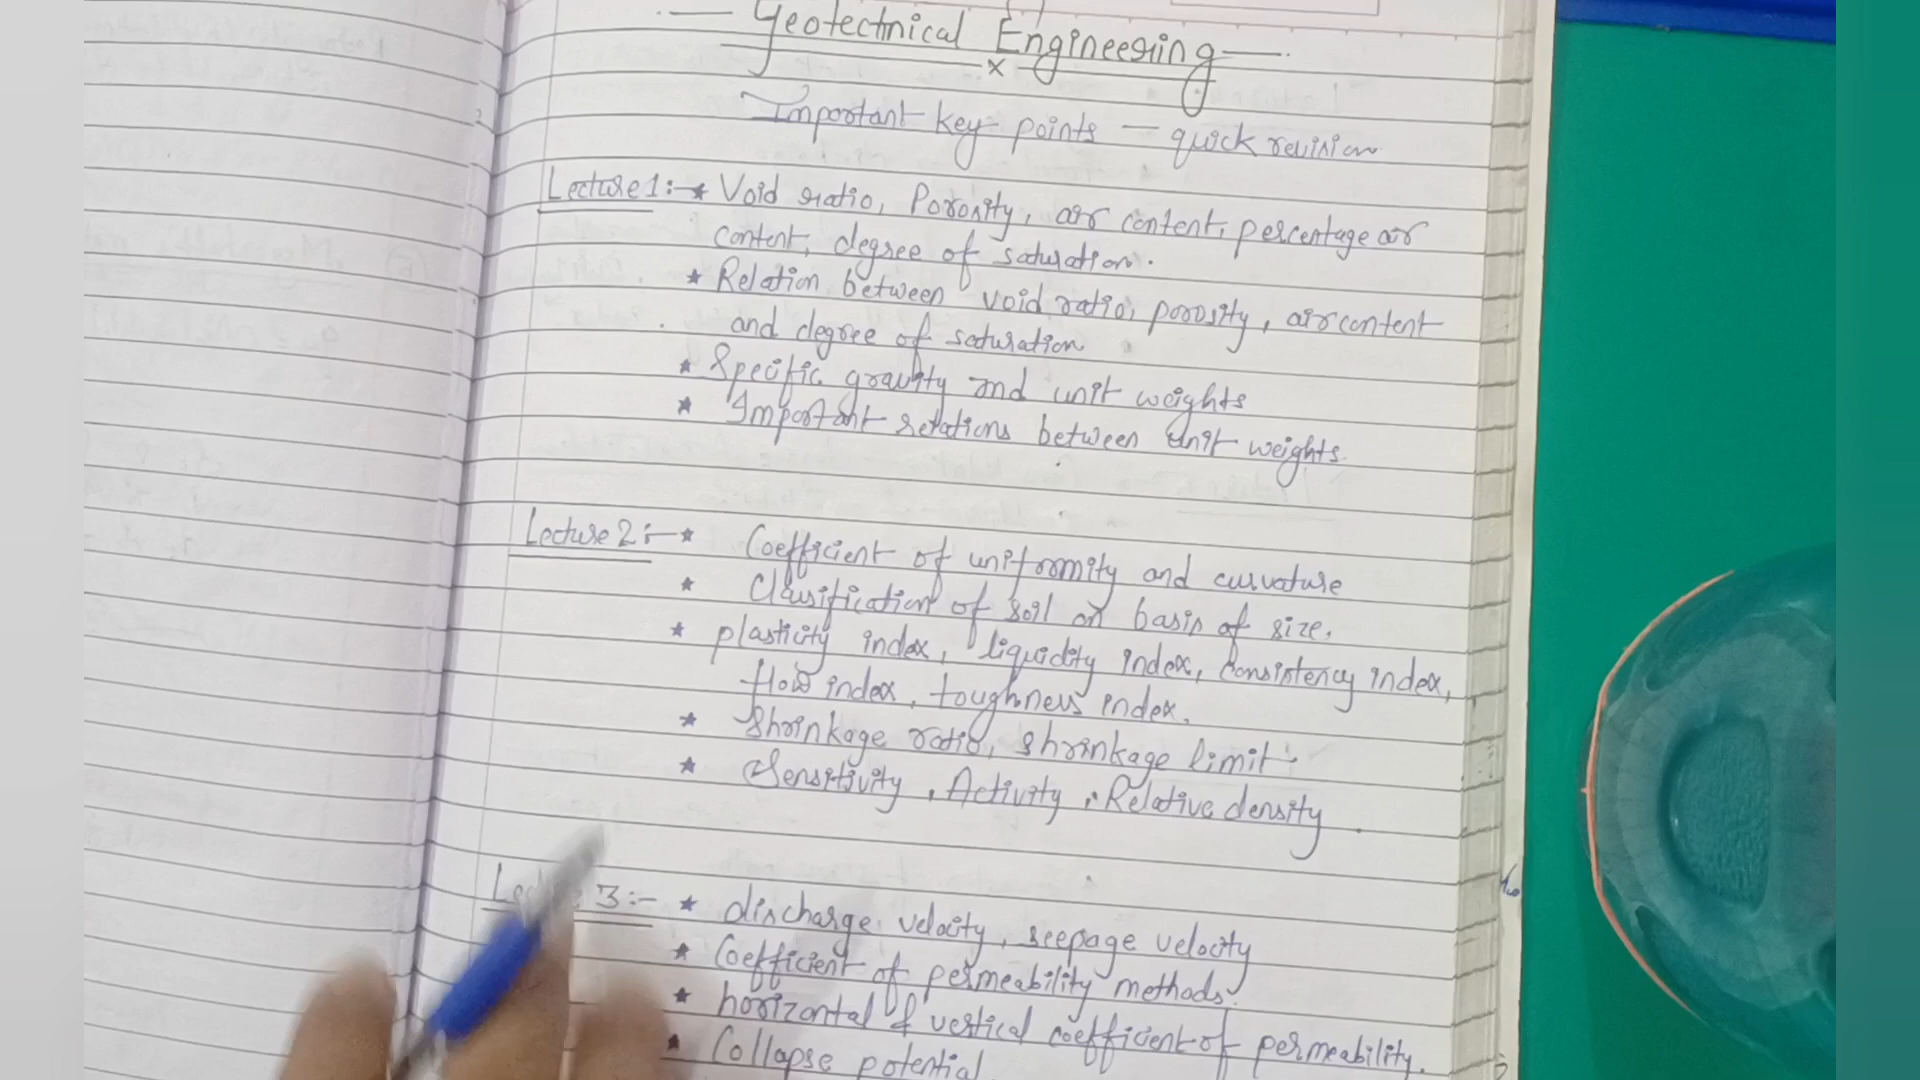 Geotechnical Engineering
Important key points - quick revision
Lecture 1:- * Void ratio, Porosity, air content, percentage air
content, degree of saturation.
* Relation between void ratio, porosity, air content
and degree of saturation
* Specific gravity and unit weights
* Important relations between unit weights.
Lecture 2:- * Coefficient of uniformity and curvature
* Classification of soil on basis of size.
* plasticity index, liquidity index, consistency index,
flow index, toughness index.
* Shrinkage ratio, shrinkage limit
* Sensitivity, Activity, Relative density.
3:- * discharge velocity, seepage velocity
* Coefficient of permeability methods.
* horizontal & vertical coefficient of permeability.
* Collapse potential